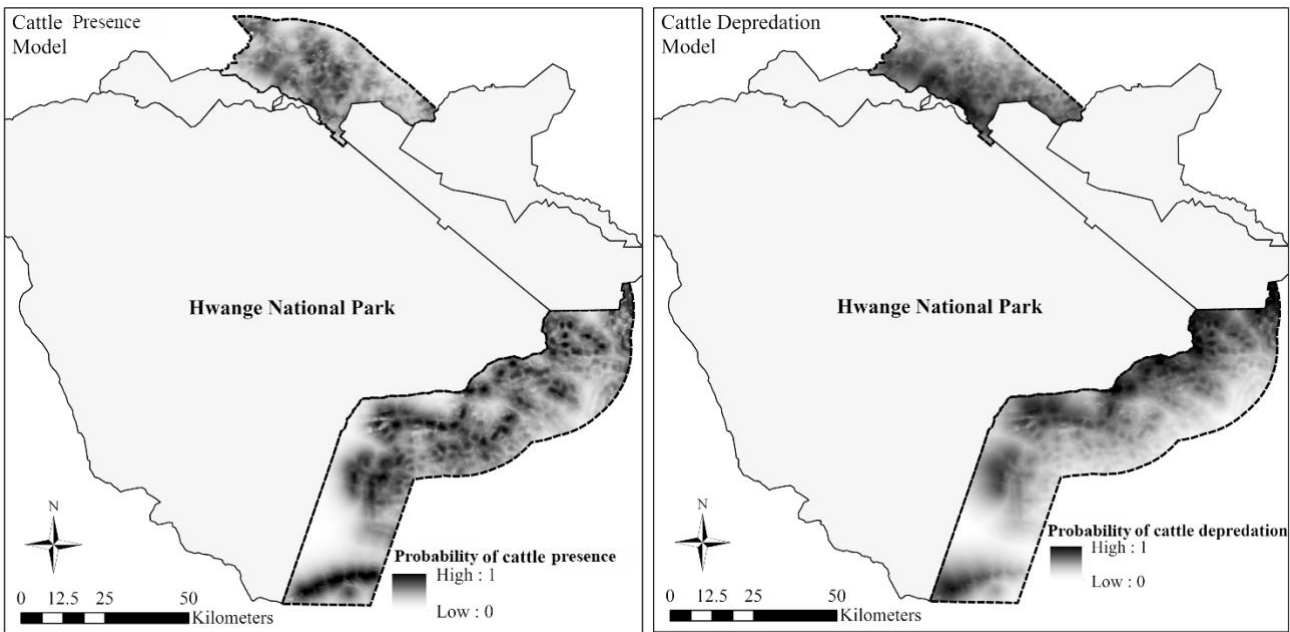 Cattle Presence
Model
Hwange National Park
N
Probability of cattle presence
High : 1
Low : 0
0 12.5 25 50
Kilometers
Cattle Depredation
Model
Hwange National Park
N
Probability of cattle depredation
High : 1
Low : 0
0 12.5 25 50
Kilometers